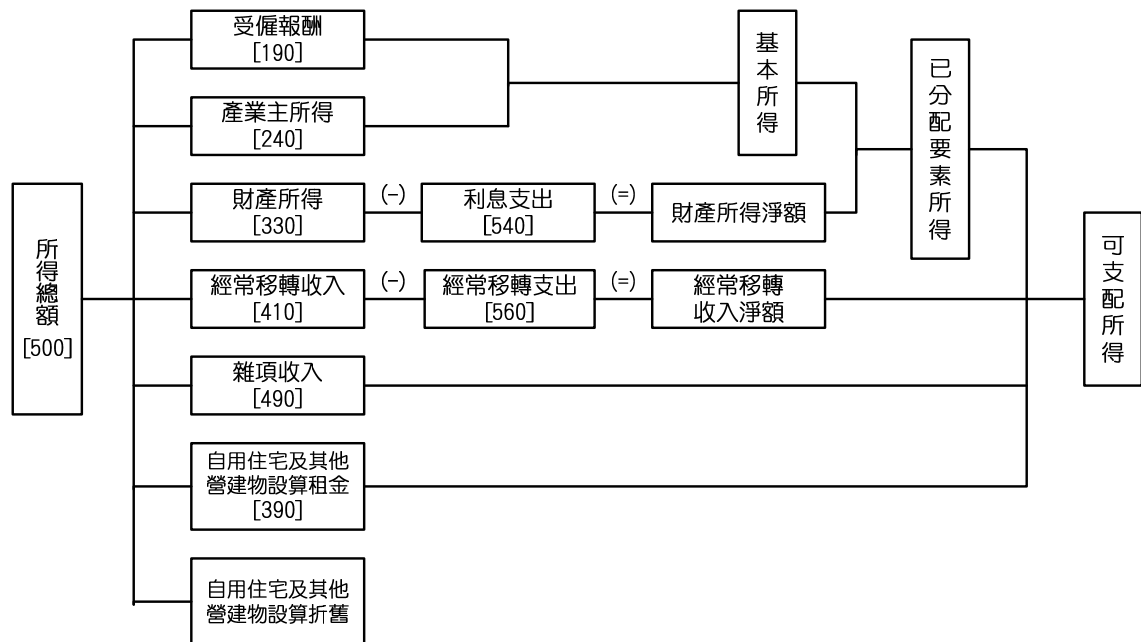 受僱報酬
[190]
產業主所得
[240]
財產所得
[330]
(-)
利息支出
[540]
(=)
財產所得淨額
經常移轉收入
[410]
(-)
經常移轉支出
[560]
(=)
經常移轉
收入淨額
雜項收入
[490]
自用住宅及其他
營建物設算租金
[390]
自用住宅及其他
營建物設算折舊
所得總額
[500]
基本所得
已分配要素所得
可支配所得